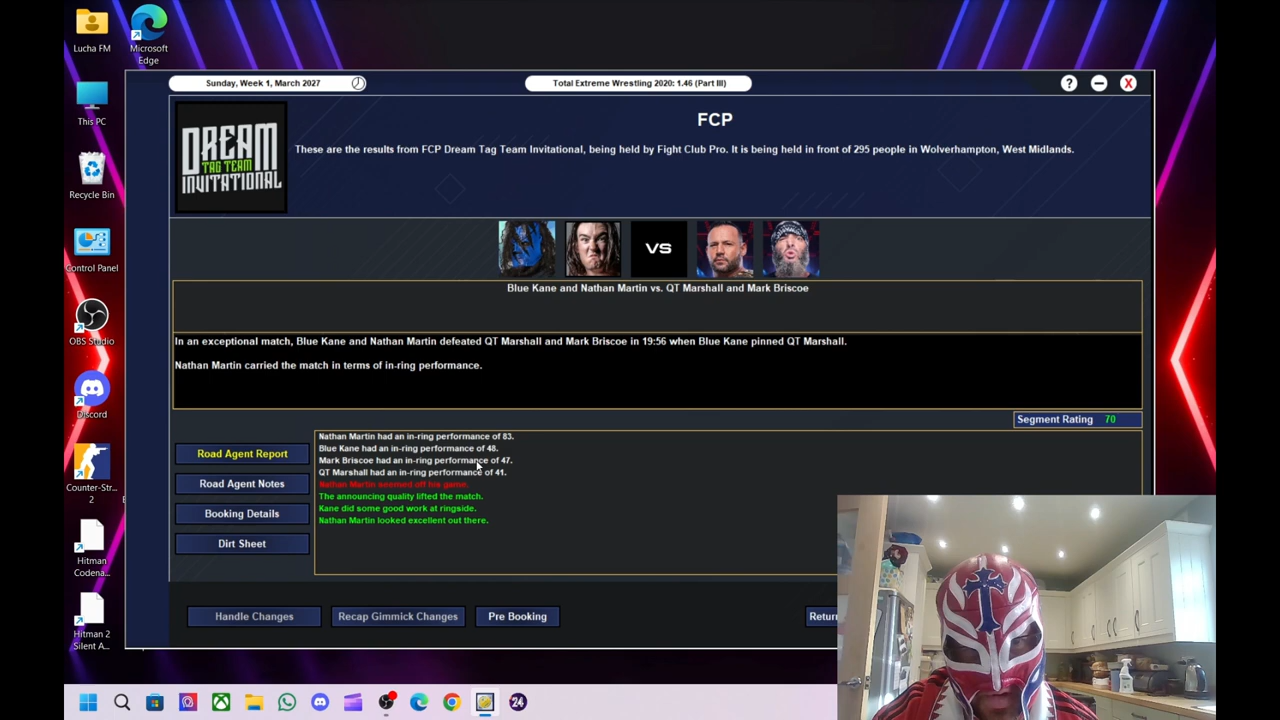 Lucha FM
Microsoft
Edge
Sunday, Week 1, March 2027
Total Extreme Wrestling 2020: 1.46 (Part III)
?
X
This PC
DREAM
TAG TEAM
INVITATIONAL
FCP
These are the results from FCP Dream Tag Team Invitational, being held by Fight Club Pro. It is being held in front of 295 people in Wolverhampton, West Midlands.
Recycle Bin
VS
Control Panel
Blue Kane and Nathan Martin vs. QT Marshall and Mark Briscoe
OBS Studio
In an exceptional match, Blue Kane and Nathan Martin defeated QT Marshall and Mark Briscoe in 19:56 when Blue Kane pinned QT Marshall.
Nathan Martin carried the match in terms of in-ring performance.
Discord
Segment Rating 70
Road Agent Report
Road Agent Notes
Booking Details
Dirt Sheet
Nathan Martin had an in-ring performance of 83.
Blue Kane had an in-ring performance of 48.
Mark Briscoe had an in-ring performance of 47.
QT Marshall had an in-ring performance of 41.
Nathan Martin seemed off his game.
The announcing quality lifted the match.
Kane did some good work at ringside.
Nathan Martin looked excellent out there.
Counter-Str...
2
Hitman
Codena...
Hitman 2
Silent A...
Handle Changes
Recap Gimmick Changes
Pre Booking
Return
24